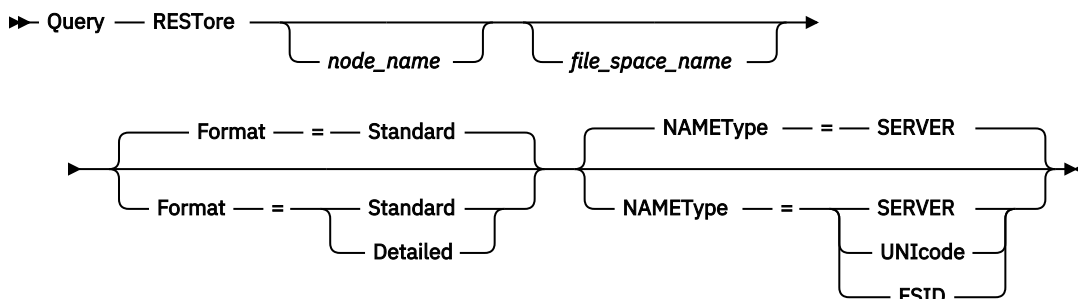 Query RESTore
node_name file_space_name
Format = Standard NAMEType = SERVER
Format = Standard NAMEType = SERVER
Detailed UNIcode
FSID